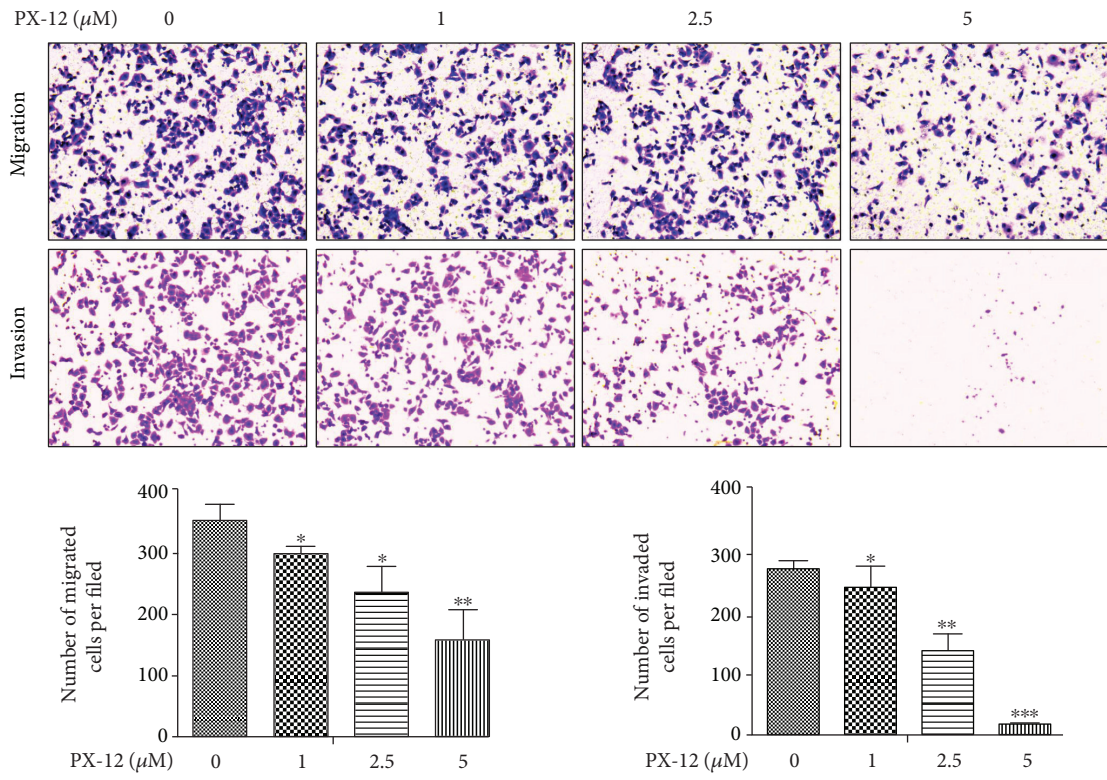 PX-12 (μM) 0 1 2.5 5
Migration
Invasion
Number of migrated
cells per filed
400
300
200
100
0
*
*
**
PX-12 (μM) 0 1 2.5 5
Number of invaded
cells per filed
400
300
200
100
0
*
**
***
PX-12 (μM) 0 1 2.5 5